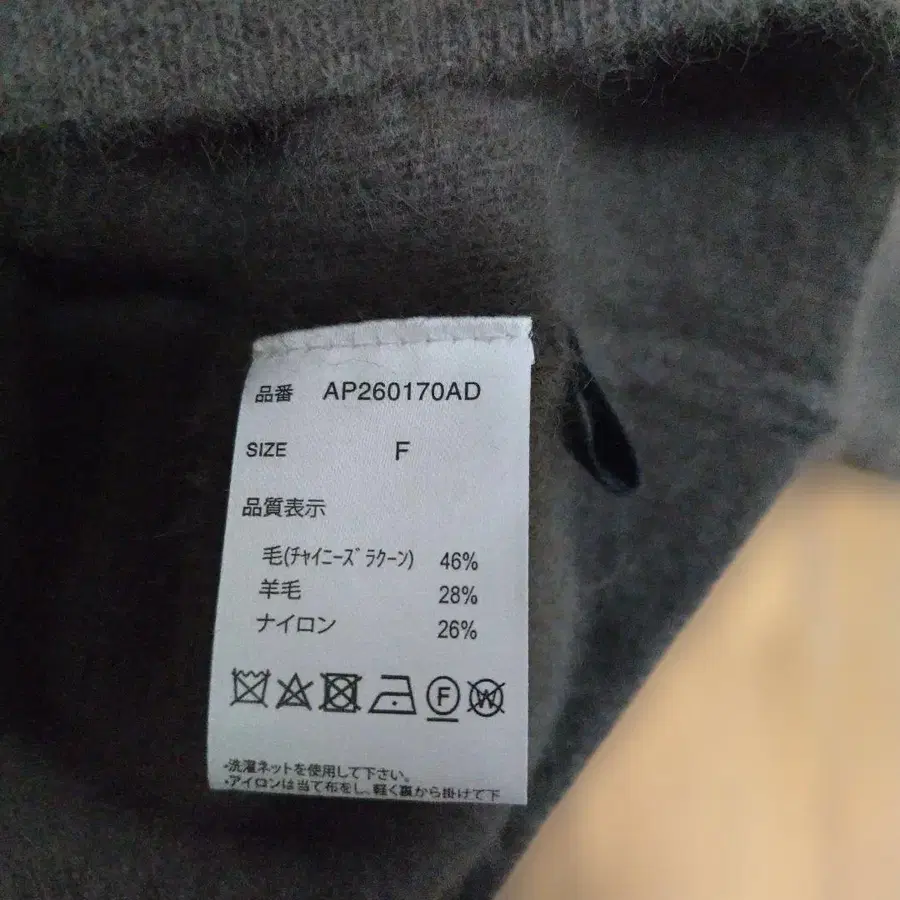 品番 AP260170AD
SIZE F
品質表示
毛(ﾁｬｲﾆｰｽﾞﾗｸｰﾝ) 46%
羊毛 28%
ナイロン 26%
F W
・洗濯ネットを使用して下さい。
・アイロンは当て布をし、軽く裏から掛けて下